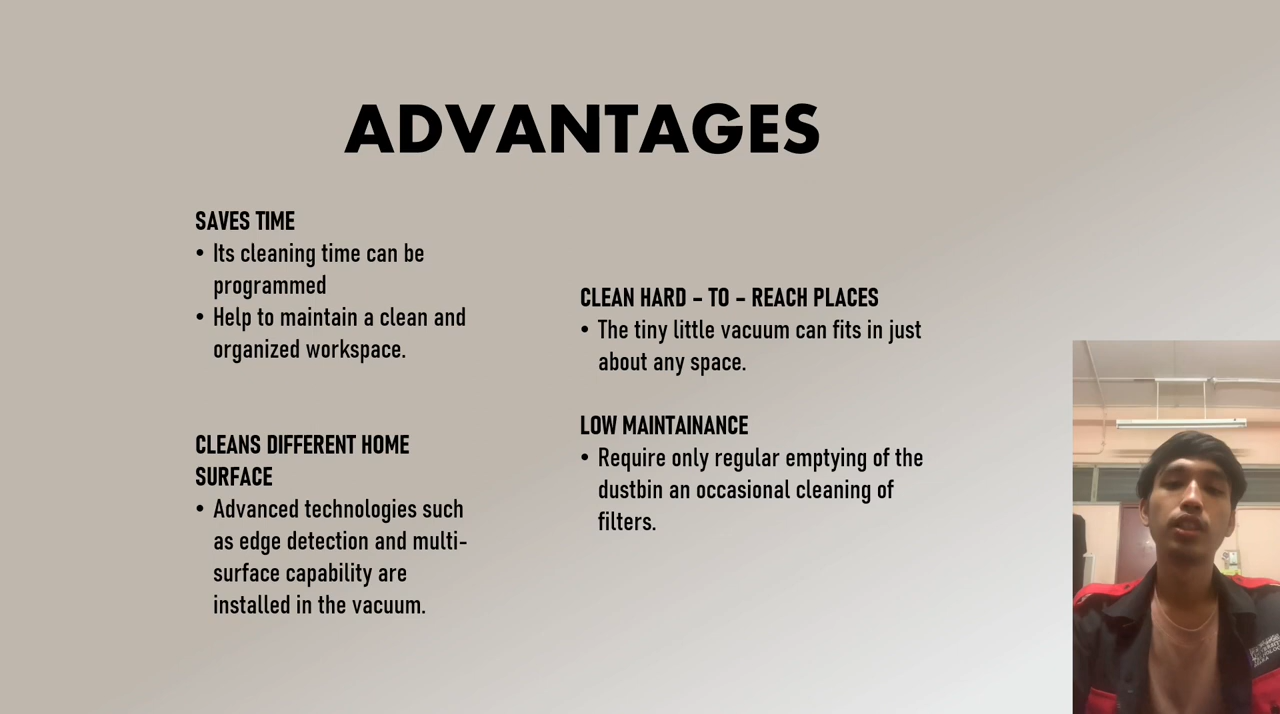 ADVANTAGES
SAVES TIME
• Its cleaning time can be
programmed
• Help to maintain a clean and
organized workspace.
CLEANS DIFFERENT HOME
SURFACE
• Advanced technologies such
as edge detection and multi-
surface capability are
installed in the vacuum.
CLEAN HARD - TO - REACH PLACES
• The tiny little vacuum can fits in just
about any space.
LOW MAINTAINANCE
• Require only regular emptying of the
dustbin an occasional cleaning of
filters.